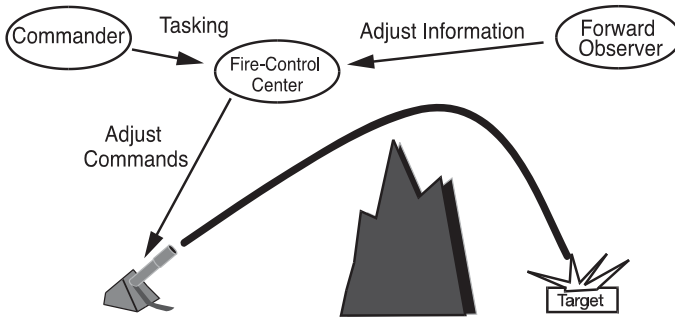 Commander
Tasking
Adjust Information
Forward
Observer
Fire-Control
Center
Adjust
Commands
Target